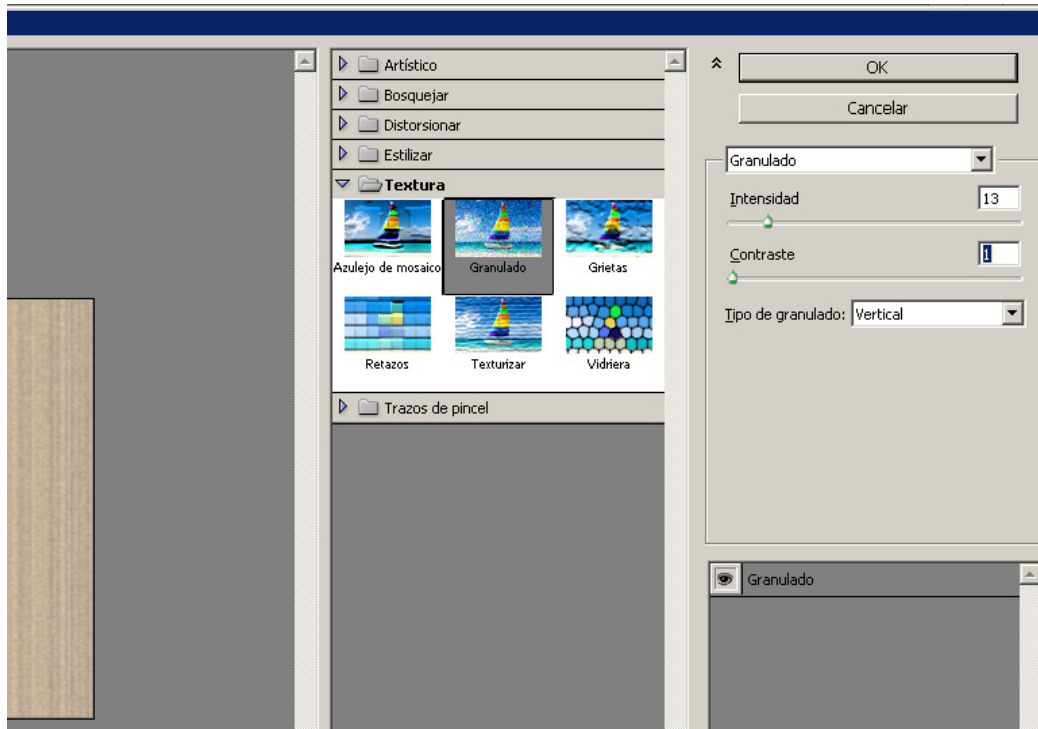 Artístico
Bosquejar
Distorsionar
Estilizar
Textura
Azulejo de mosaico
Granulado
Grietas
Retazos
Texturizar
Vidriera
Trazos de pincel
OK
Cancelar
Granulado
Intensidad 13
Contraste 1
Tipo de granulado: Vertical
Granulado